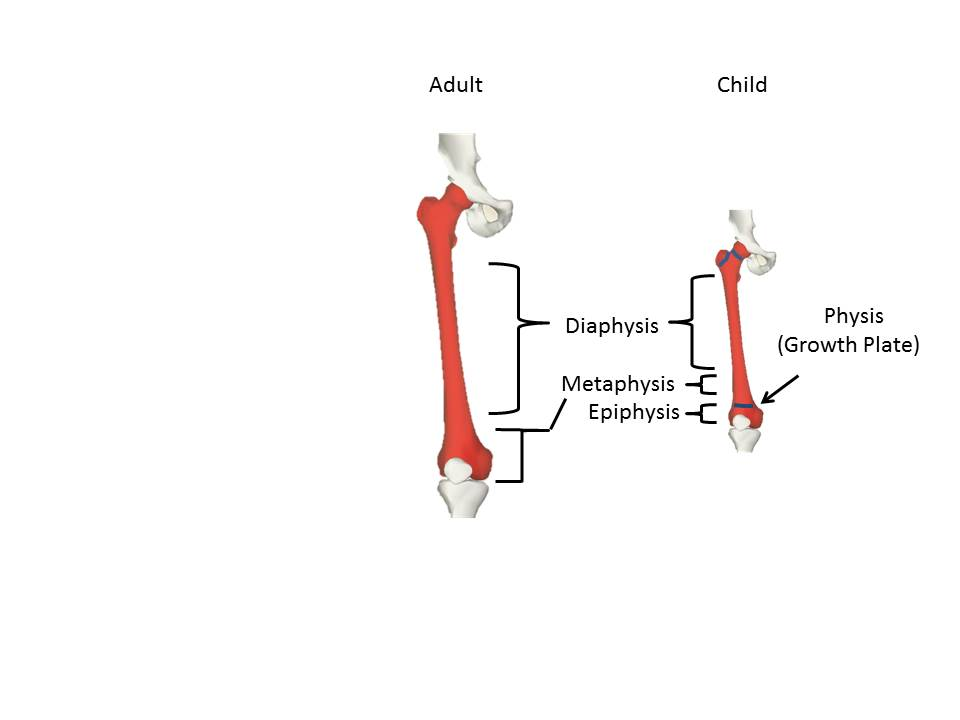 Adult
Child
Diaphysis
Physis
(Growth Plate)
Metaphysis
Epiphysis